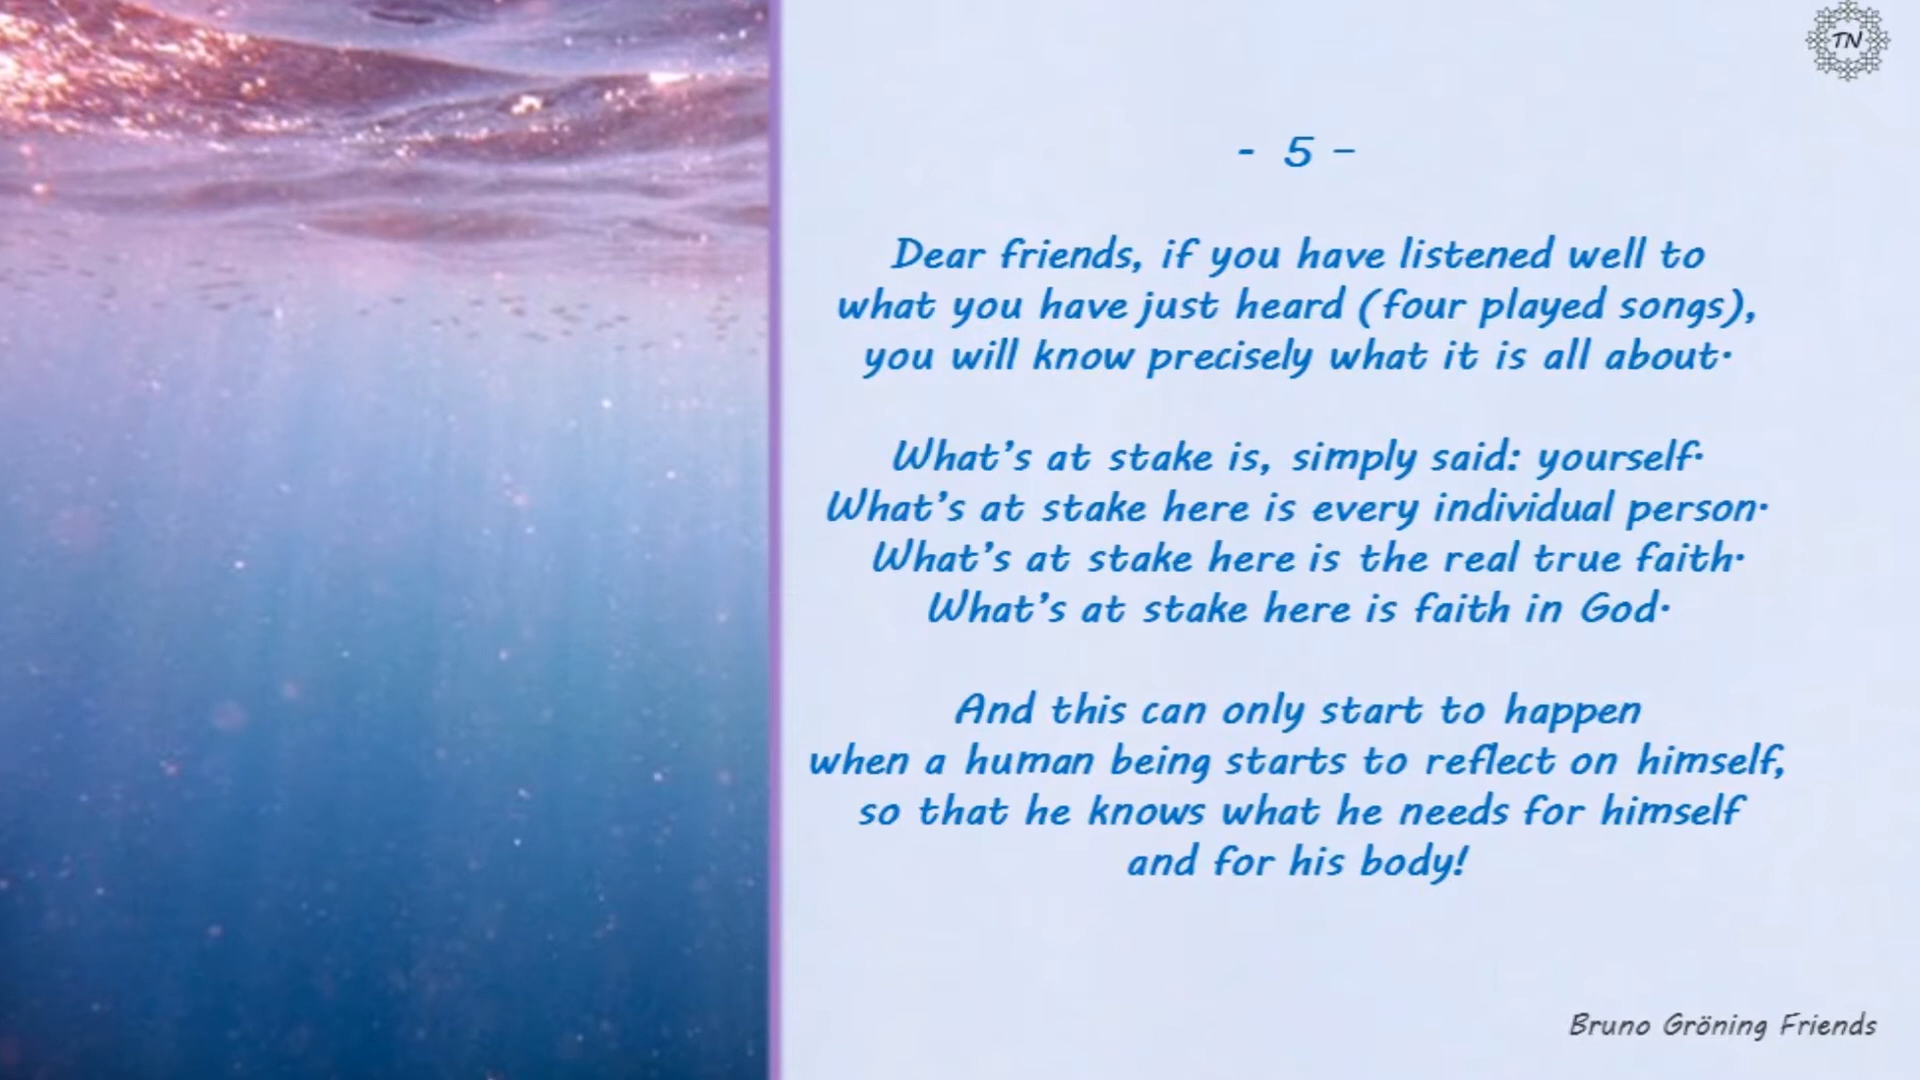 TN
- 5 –
Dear friends, if you have listened well to
what you have just heard (four played songs),
you will know precisely what it is all about·
What’s at stake is, simply said: yourself·
What’s at stake here is every individual person·
What’s at stake here is the real true faith·
What’s at stake here is faith in God·
And this can only start to happen
when a human being starts to reflect on himself,
so that he knows what he needs for himself
and for his body!
Bruno Gröning Friends